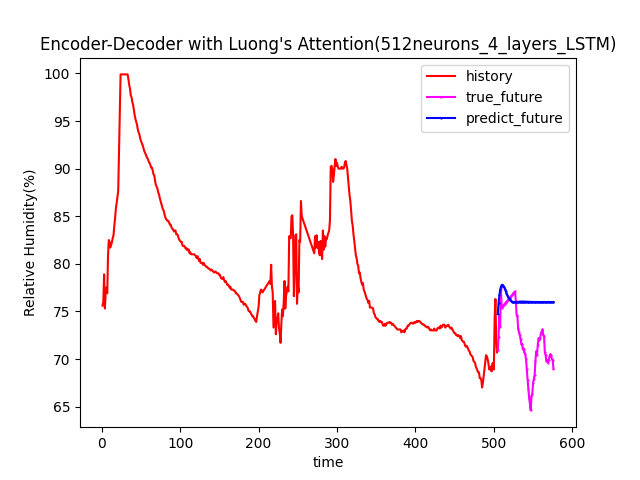 Encoder-Decoder with Luong's Attention(512neurons_4_layers_LSTM)
history
true_future
predict_future
100
95
90
85
80
75
70
65
Relative Humidity(%)
0 100 200 300 400 500 600
time